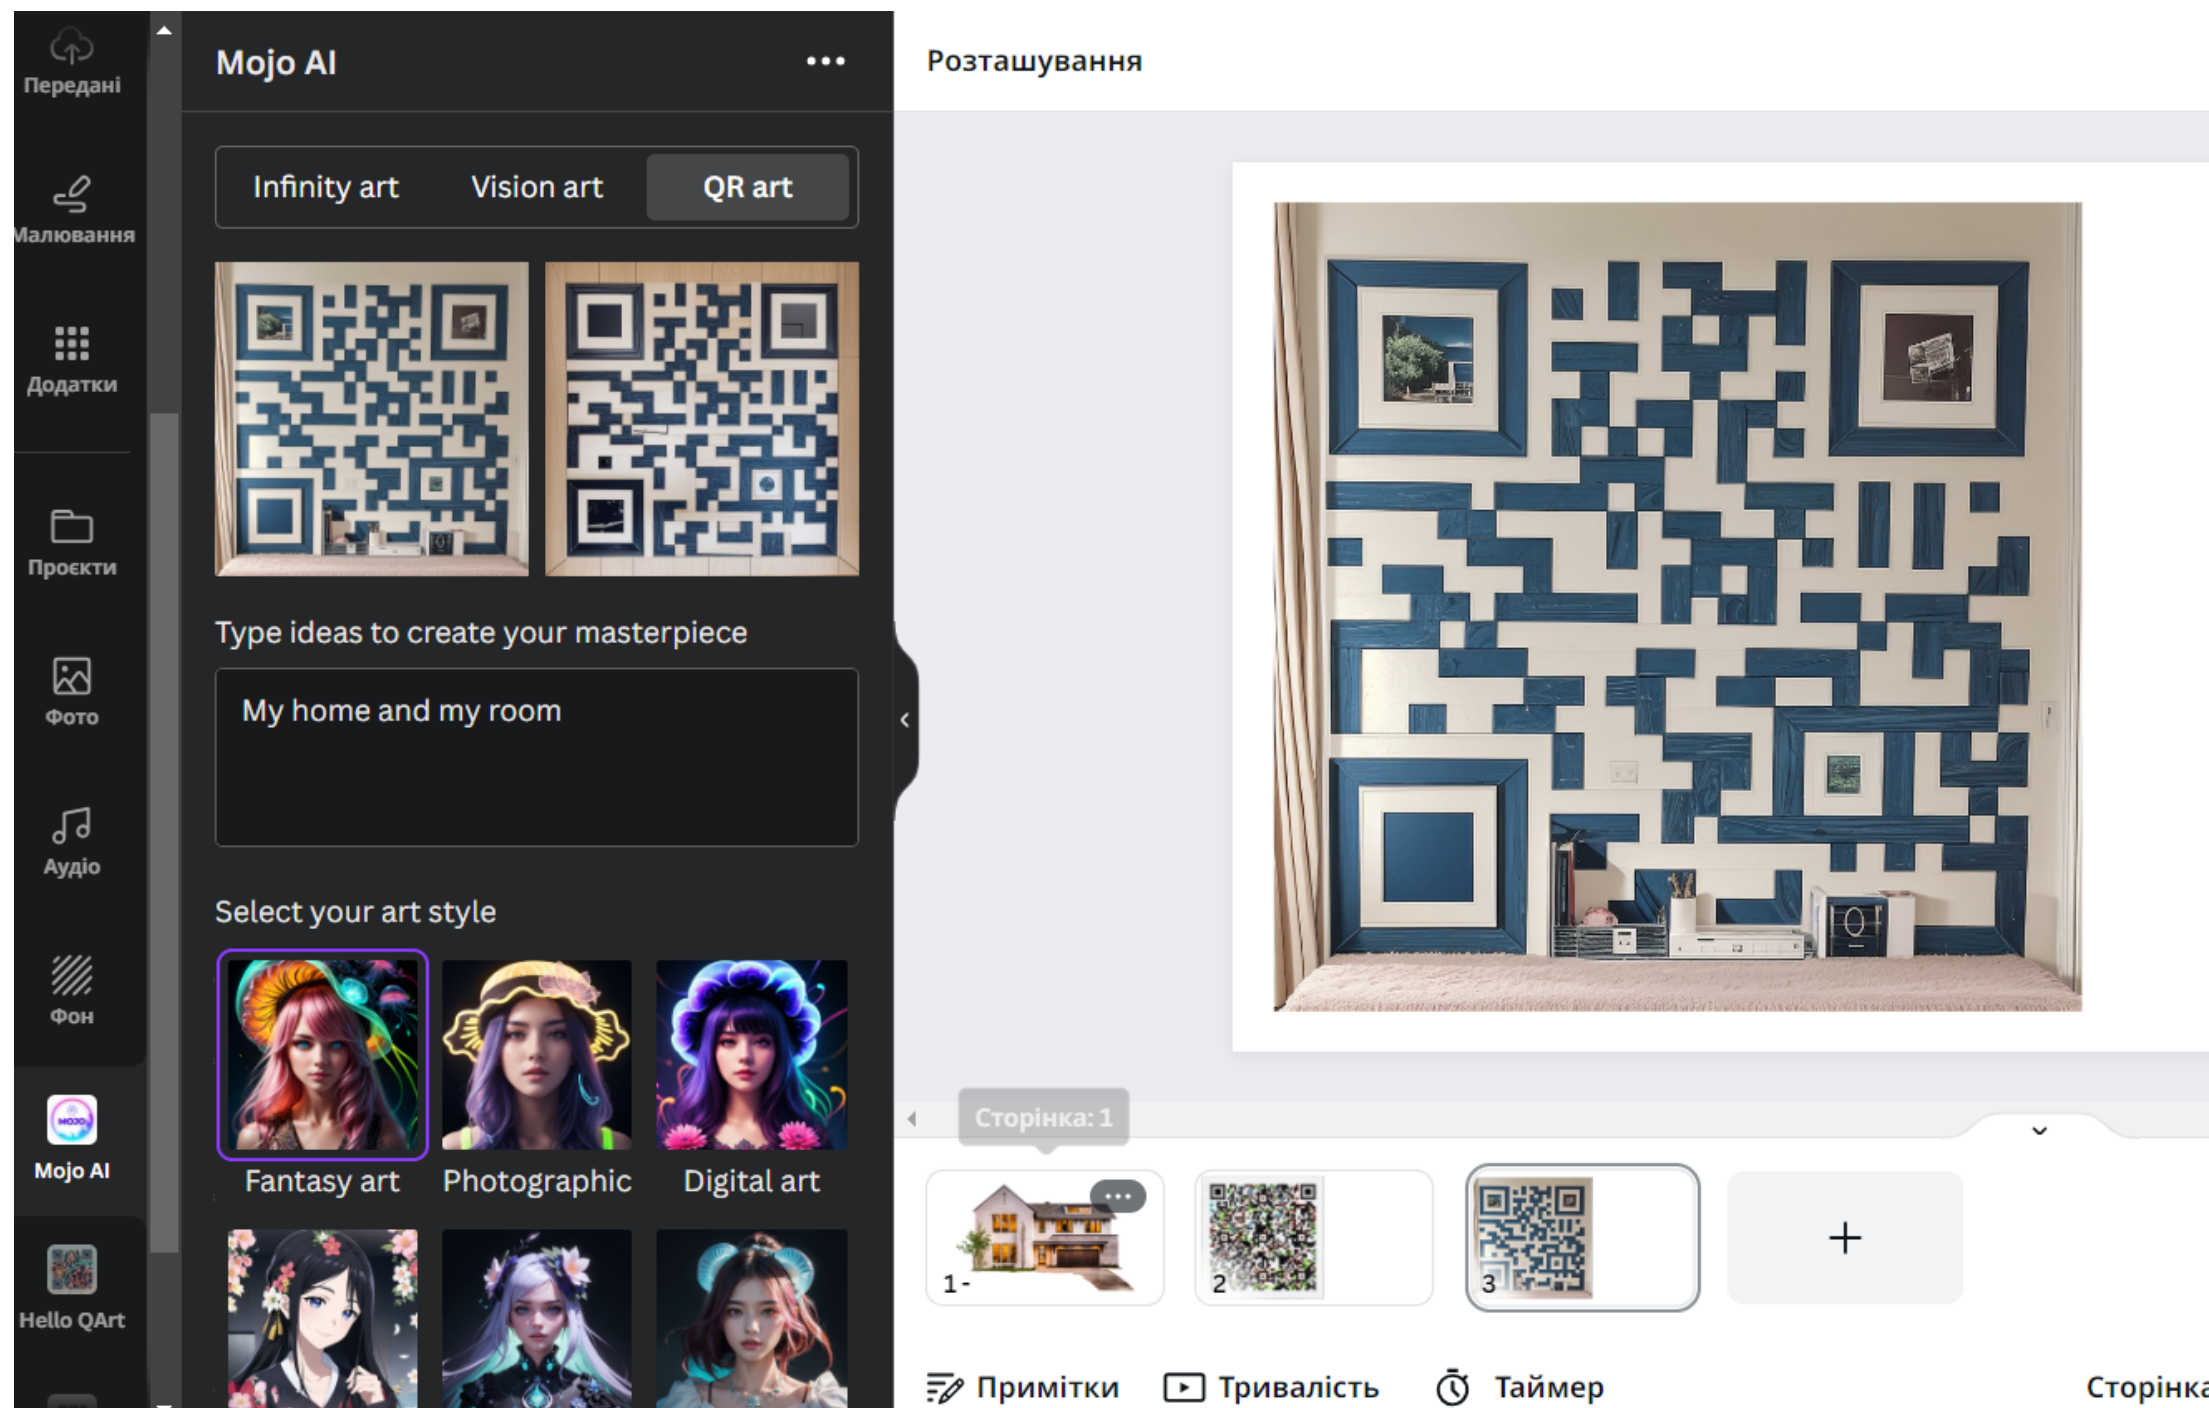 Передані
Малювання
Додатки
Проєкти
Фото
Аудіо
Фон
MOJO
Mojo AI
Hello QArt
Mojo AI
Infinity art
Vision art
QR art
Type ideas to create your masterpiece
My home and my room
Select your art style
Fantasy art
Photographic
Digital art
Розташування
Сторінка: 1
1-
2
3
Примітки
Тривалість
Таймер
Сторінка